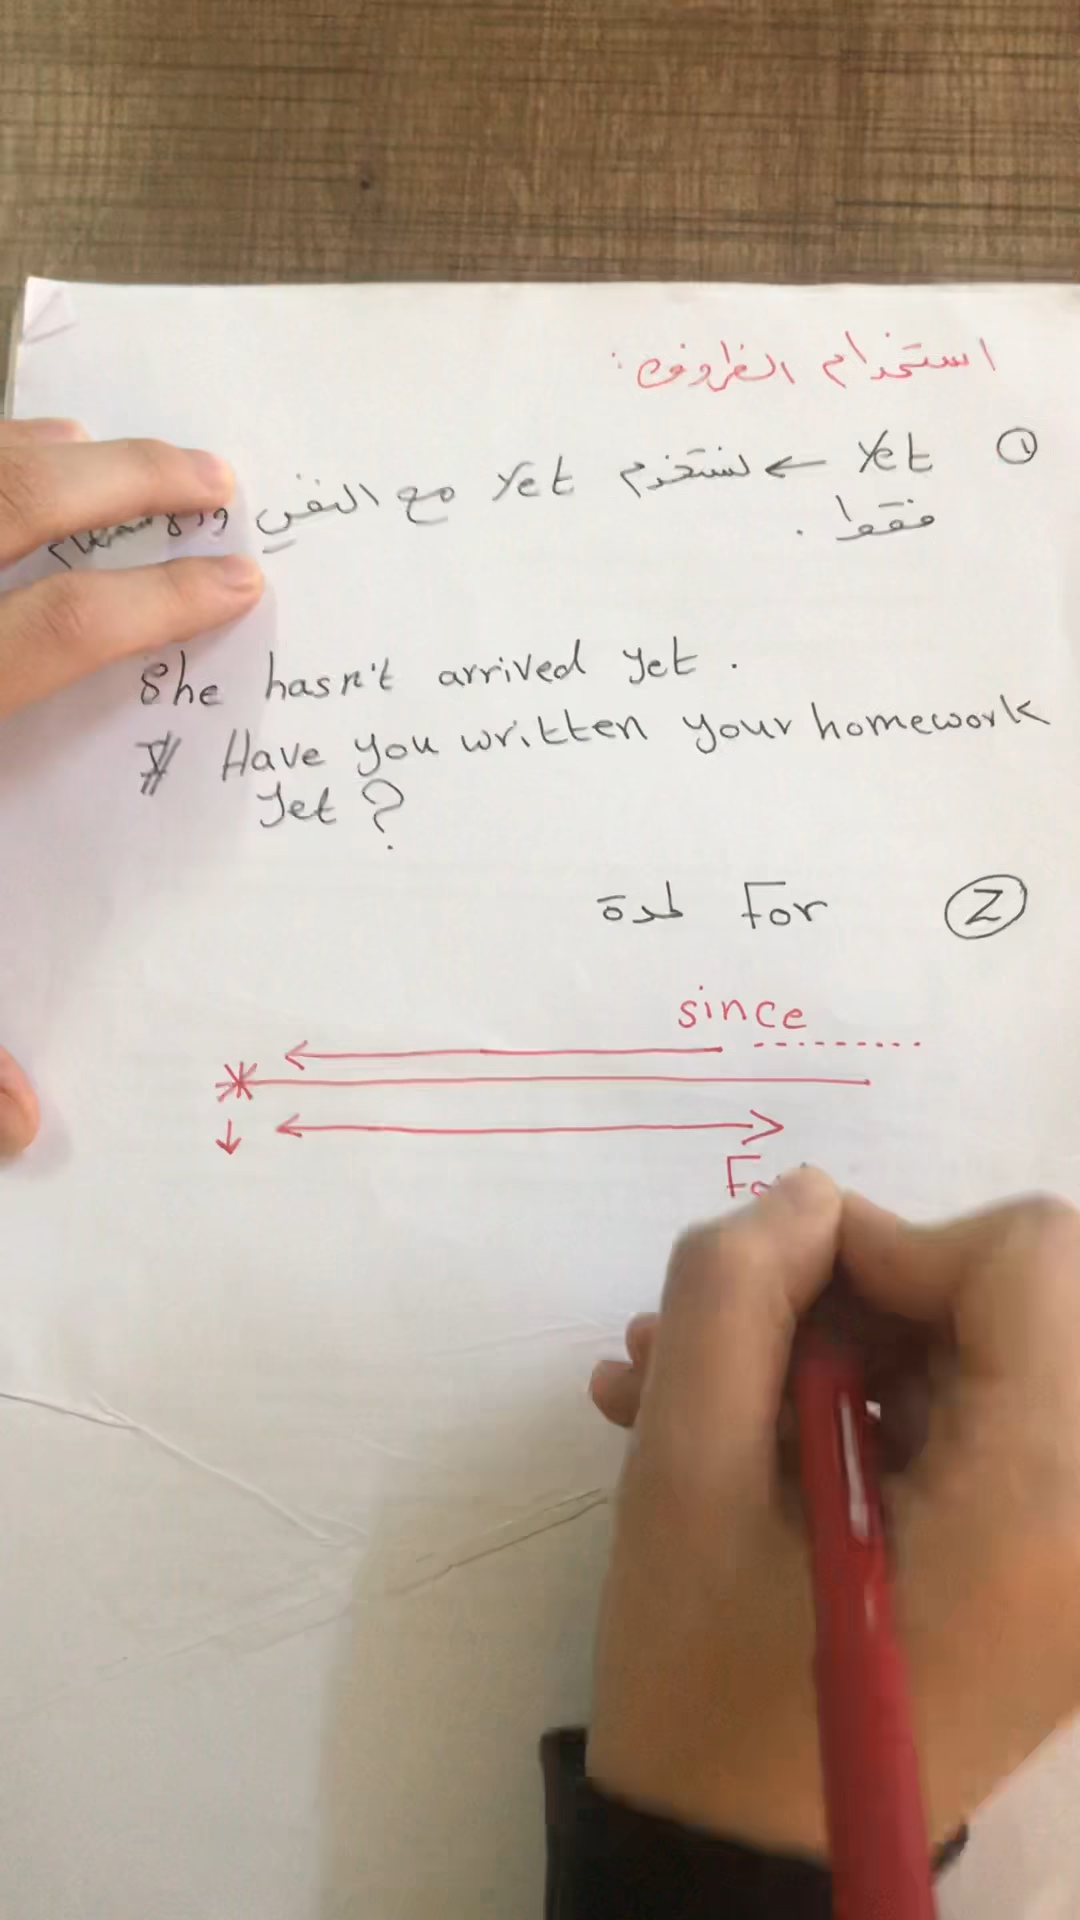 استخدام الظروف:
① Yet ← نستخدم Yet مع النفي
فقط .
She hasn't arrived yet .
Have you written your homework
Yet ?
② For لمدة
since